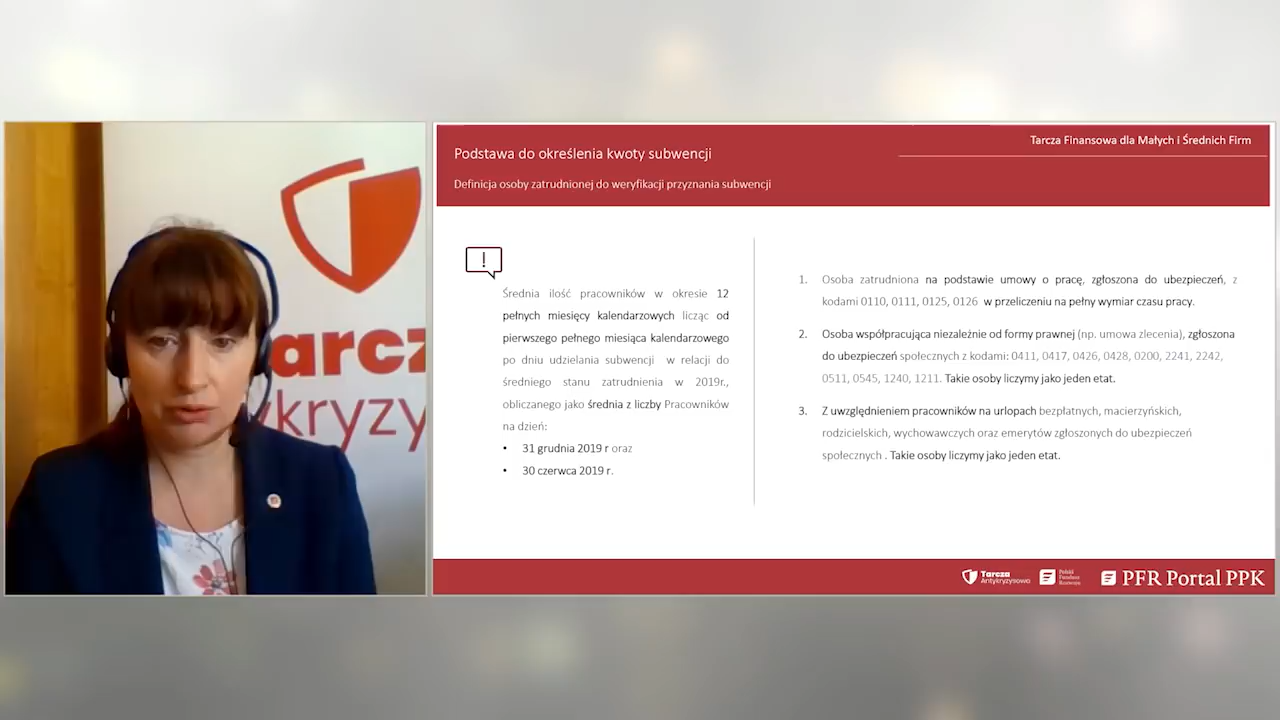 arcz
ykryzy
Podstawa do określenia kwoty subwencji
Tarcza Finansowa dla Małych i Średnich Firm
Definicja osoby zatrudnionej do weryfikacji przyznania subwencji
!
Średnia ilość pracowników w okresie 12
pełnych miesięcy kalendarzowych licząc od
pierwszego pełnego miesiąca kalendarzowego
po dniu udzielania subwencji w relacji do
średniego stanu zatrudnienia w 2019r.,
obliczanego jako średnia z liczby Pracowników
na dzień:
• 31 grudnia 2019 r oraz
• 30 czerwca 2019 r.
1. Osoba zatrudniona na podstawie umowy o pracę, zgłoszona do ubezpieczeń, z
kodami 0110, 0111, 0125, 0126 w przeliczeniu na pełny wymiar czasu pracy.
2. Osoba współpracująca niezależnie od formy prawnej (np. umowa zlecenia), zgłoszona
do ubezpieczeń społecznych z kodami: 0411, 0417, 0426, 0428, 0200, 2241, 2242,
0511, 0545, 1240, 1211. Takie osoby liczymy jako jeden etat.
3. Z uwzględnieniem pracowników na urlopach bezpłatnych, macierzyńskich,
rodzicielskich, wychowawczych oraz emerytów zgłoszonych do ubezpieczeń
społecznych . Takie osoby liczymy jako jeden etat.
Tarcza
Antykryzysowa
Polski
Fundusz
Rozwoju
PFR Portal PPK